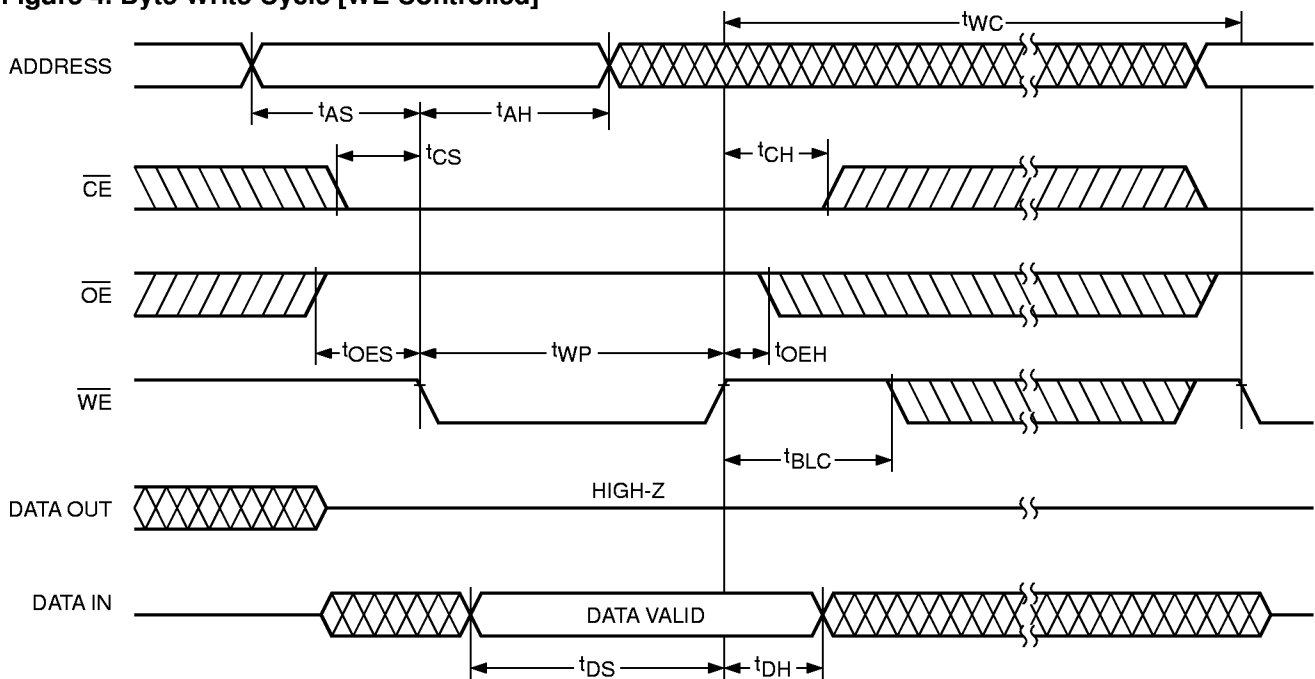 Figure 4. Byte Write Cycle [WE Controlled]
tWC
ADDRESS
tAS
tAH
tCS
tCH
CE
OE
tOES
tWP
tOEH
WE
tBLC
HIGH-Z
DATA OUT
DATA IN
DATA VALID
tDS
tDH